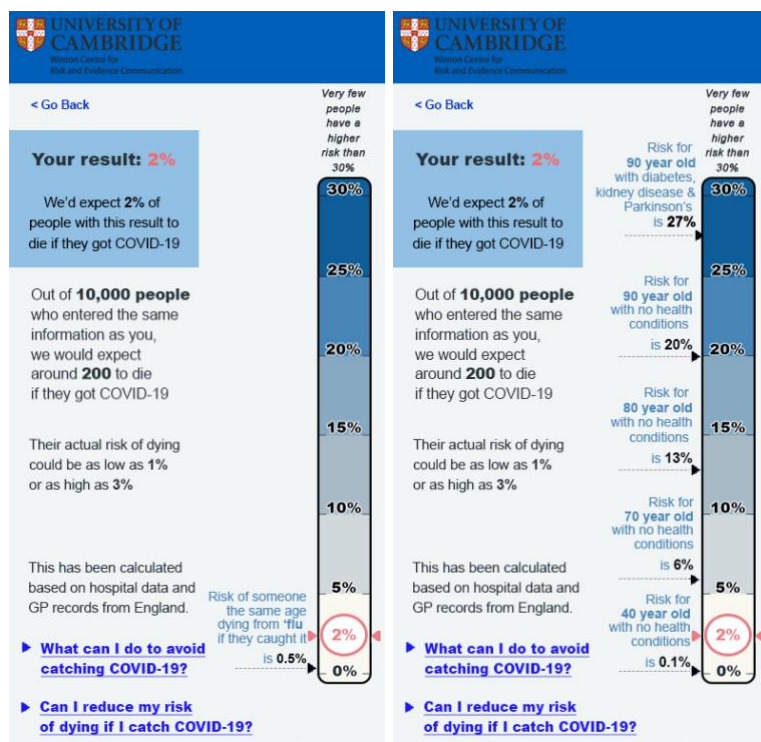 UNIVERSITY OF
CAMBRIDGE
Winton Centre for
Risk and Evidence Communication
< Go Back
Very few
people
have a
higher
risk than
30%
Your result: 2%
We'd expect 2% of
people with this result to
die if they got COVID-19
Out of 10,000 people
who entered the same
information as you,
we would expect
around 200 to die
if they got COVID-19
Their actual risk of dying
could be as low as 1%
or as high as 3%
This has been calculated
based on hospital data and
GP records from England.
What can I do to avoid
catching COVID-19?
Can I reduce my risk
of dying if I catch COVID-19?
30%
25%
20%
15%
10%
5%
2%
0%
Risk of someone
the same age
dying from 'flu
if they caught it
is 0.5%
UNIVERSITY OF
CAMBRIDGE
Winton Centre for
Risk and Evidence Communication
< Go Back
Very few
people
have a
higher
risk than
30%
Your result: 2%
We'd expect 2% of
people with this result to
die if they got COVID-19
Out of 10,000 people
who entered the same
information as you,
we would expect
around 200 to die
if they got COVID-19
Their actual risk of dying
could be as low as 1%
or as high as 3%
This has been calculated
based on hospital data and
GP records from England.
What can I do to avoid
catching COVID-19?
Can I reduce my risk
of dying if I catch COVID-19?
Risk for
90 year old
with diabetes,
kidney disease &
Parkinson's
is 27%
Risk for
90 year old
with no health
conditions
is 20%
Risk for
80 year old
with no health
conditions
is 13%
Risk for
70 year old
with no health
conditions
is 6%
Risk for
40 year old
with no health
conditions
is 0.1%
30%
25%
20%
15%
10%
5%
2%
0%